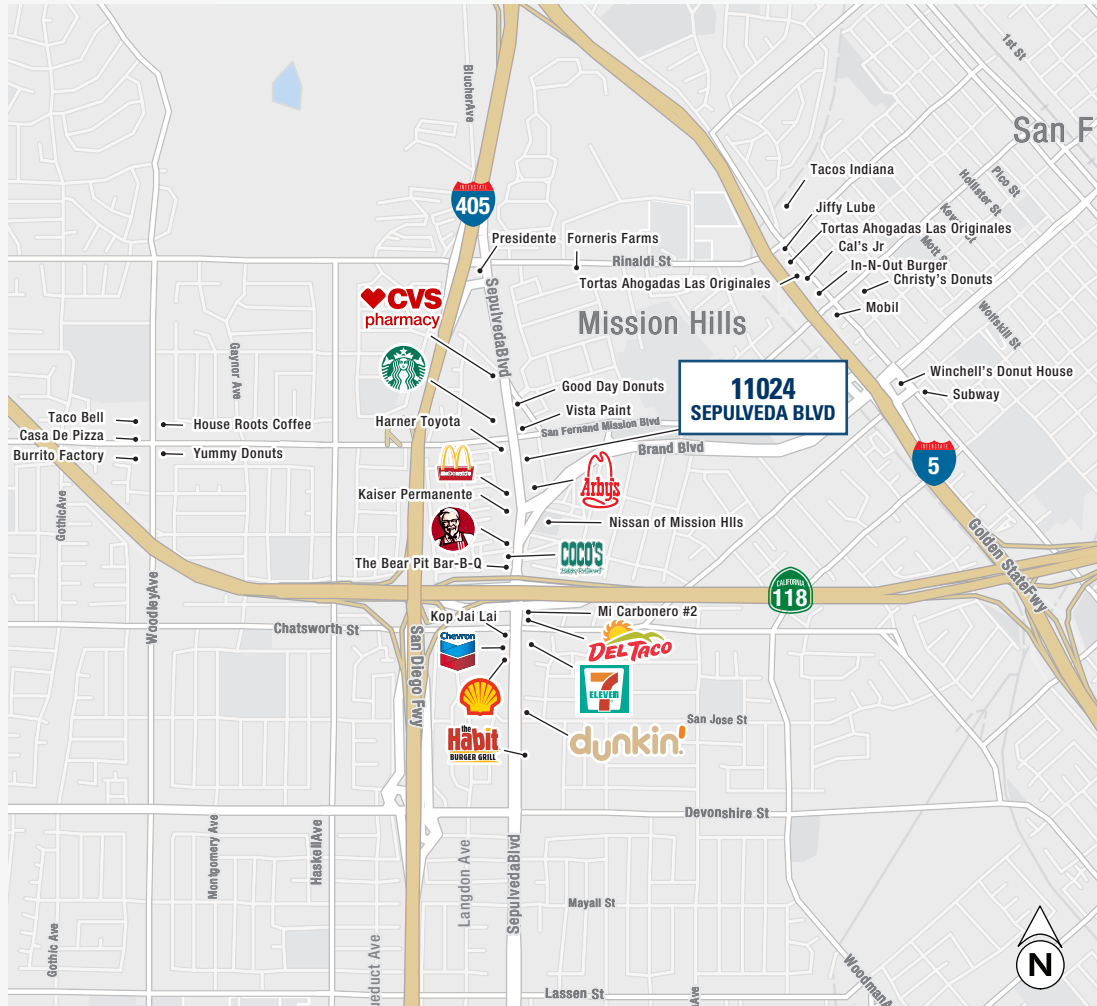 1st St
San F
BlucherAve
Pico St
Hollister St
Tacos Indiana
INTERSTATE
405
Jiffy Lube
Tortas Ahogadas Las Originales
Mott S
Presidente
Forneris Farms
Cal's Jr
Rinaldi St
In-N-Out Burger
Tortas Ahogadas Las Originales
Christy's Donuts
Mobil
CVS
pharmacy
SepulvedaBlvd
Mission Hills
Wolfskill St
Gaynor Ave
11024
SEPULVEDA BLVD
Winchell's Donut House
Subway
Good Day Donuts
Vista Paint
Taco Bell
House Roots Coffee
Harner Toyota
San Fernand Mission Blvd
Casa De Pizza
Burrito Factory
Yummy Donuts
Brand Blvd
INTERSTATE
5
Arby's
Kaiser Permanente
GothicAve
Nissan of Mission HIls
COCO'S
Bakery Restaurant
The Bear Pit Bar-B-Q
Golden StateFwy
CALIFORNIA
118
WoodleyAve
Kop Jai Lai
Mi Carbonero #2
Chatsworth St
Chevron
DEL TACO
San Diego Fwy
7
ELEVEn
San Jose St
the
Habit
BURGER GRILL
dunkin'
Devonshire St
Montgomery Ave
HaskellAve
Langdon Ave
SepulvedaBlvd
Mayall St
Gothic Ave
ueduct Ave
WoodmanA
N
Lassen St
Ave